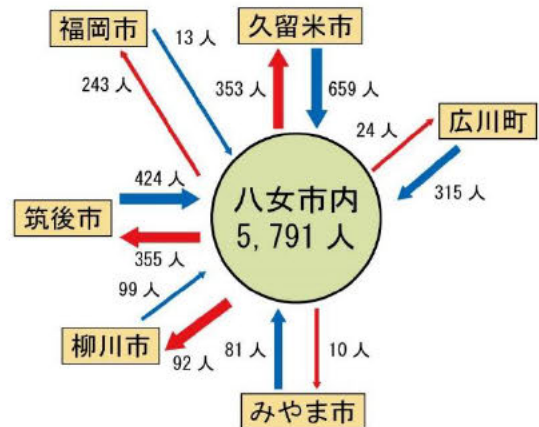 福岡市
13 人
久留米市
243 人
353 人
659 人
24 人
広川町
315 人
424 人
八女市内
5,791 人
筑後市
355 人
99 人
柳川市
92 人
81 人
10 人
みやま市